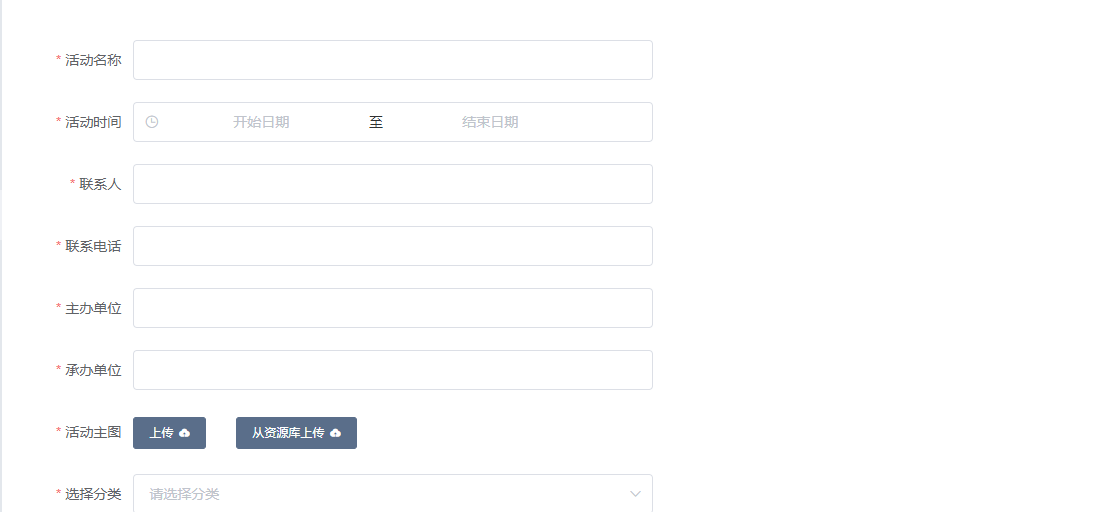 * 活动名称
* 活动时间 开始日期 至 结束日期
* 联系人
* 联系电话
* 主办单位
* 承办单位
* 活动主图 上传 从资源库上传
* 选择分类 请选择分类